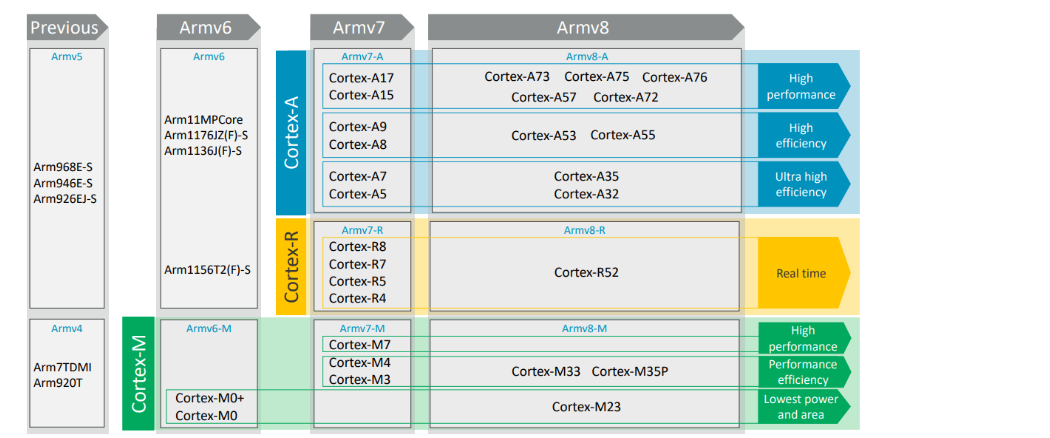 Previous
Armv6
Armv7
Armv8
Armv5
Arm968E-S
Arm946E-S
Arm926EJ-S
Armv6
Arm11MPCore
Arm1176JZ(F)-S
Arm1136J(F)-S
Arm1156T2(F)-S
Cortex-A
Armv7-A
Armv8-A
Cortex-A17
Cortex-A15
Cortex-A73 Cortex-A75 Cortex-A76
Cortex-A57 Cortex-A72
High
performance
Cortex-A9
Cortex-A8
Cortex-A53 Cortex-A55
High
efficiency
Cortex-A7
Cortex-A5
Cortex-A35
Cortex-A32
Ultra high
efficiency
Cortex-R
Armv7-R
Armv8-R
Cortex-R8
Cortex-R7
Cortex-R5
Cortex-R4
Cortex-R52
Real time
Armv4
Arm7TDMI
Arm920T
Cortex-M
Armv6-M
Armv7-M
Armv8-M
Cortex-M7
High
performance
Cortex-M4
Cortex-M3
Cortex-M33 Cortex-M35P
Performance
efficiency
Cortex-M0+
Cortex-M0
Cortex-M23
Lowest power
and area